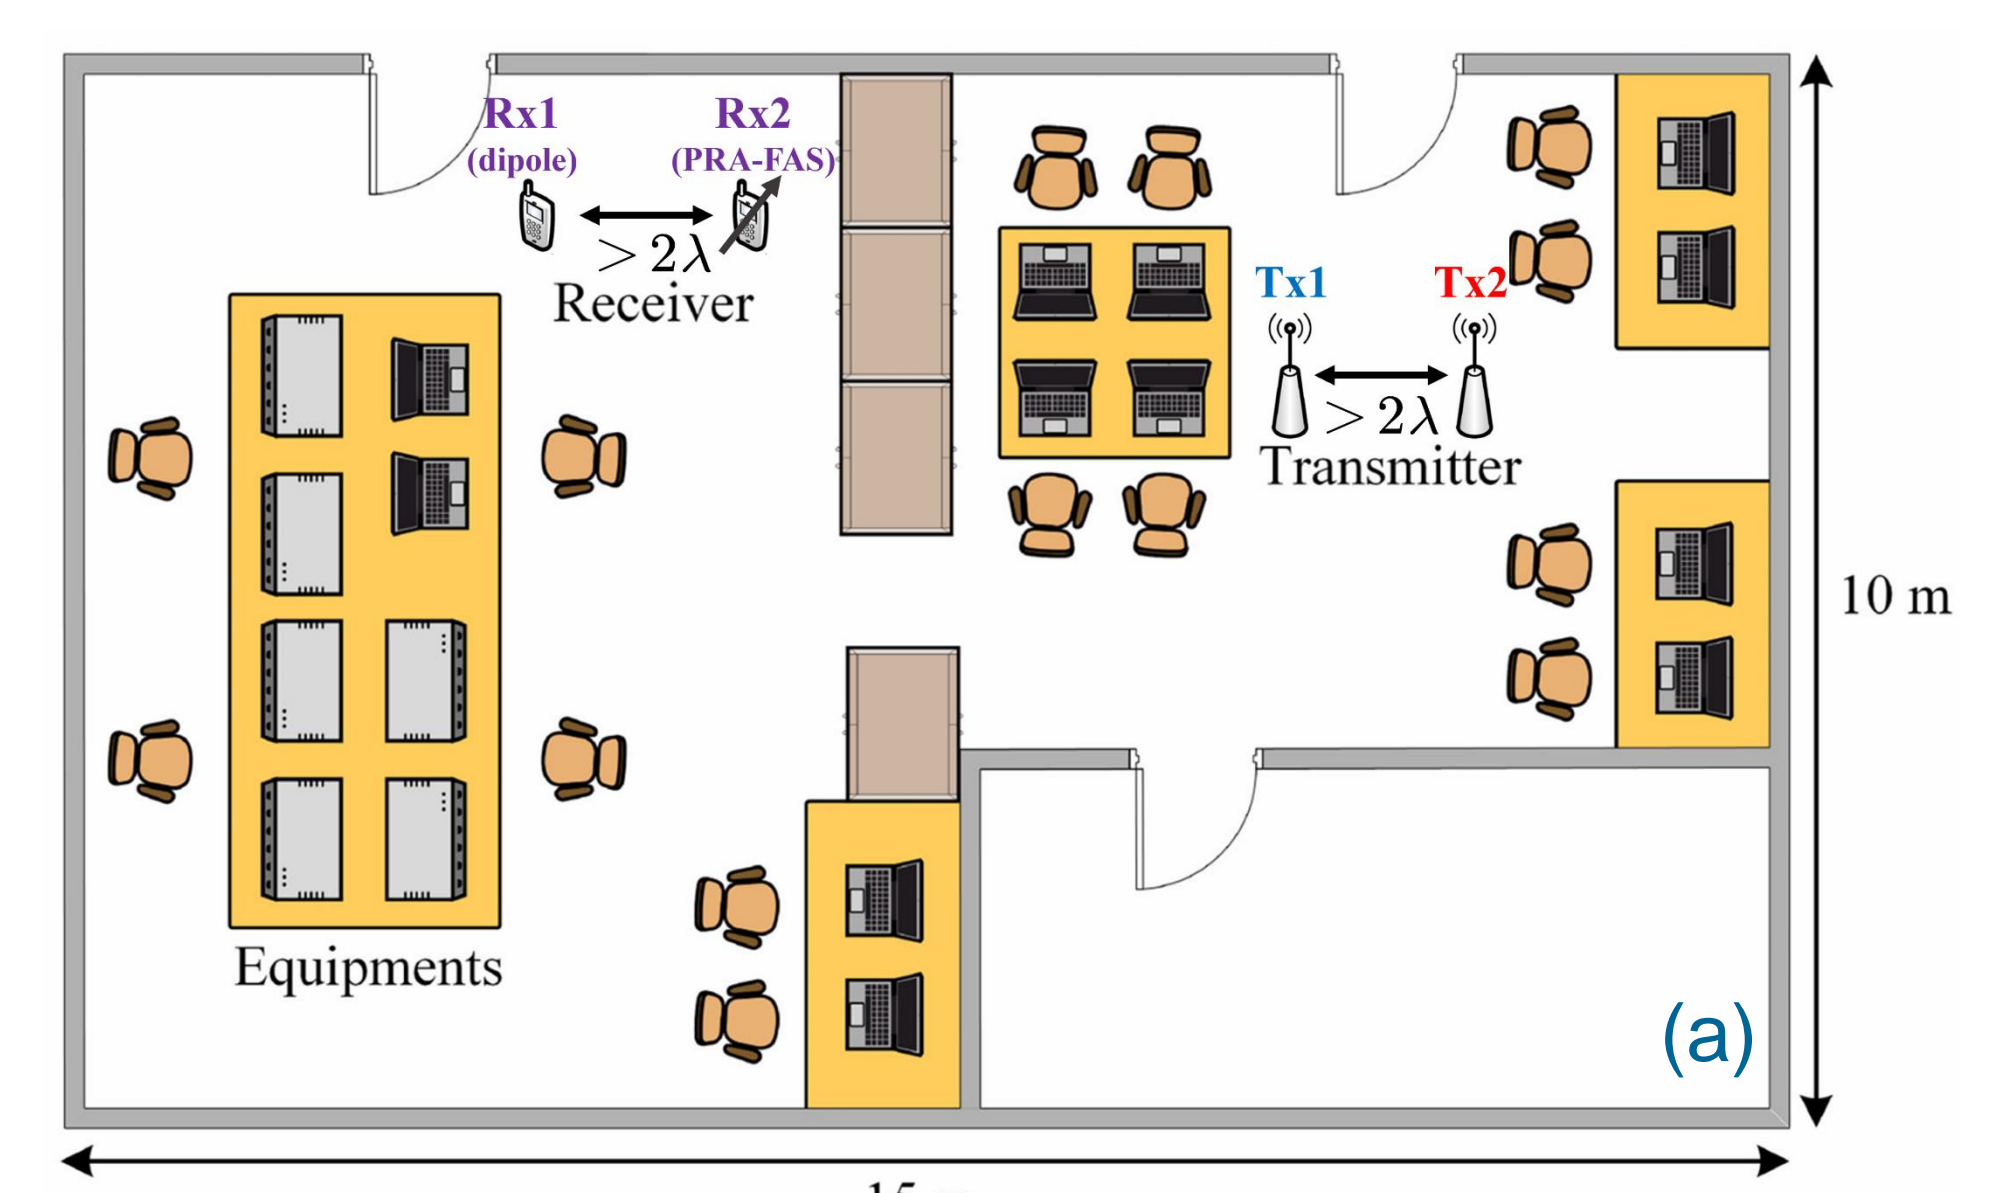 Rx1
(dipole)
Rx2
(PRA-FAS)
> 2λ
Receiver
Tx1
Tx2
> 2λ
Transmitter
10 m
Equipments
(a)